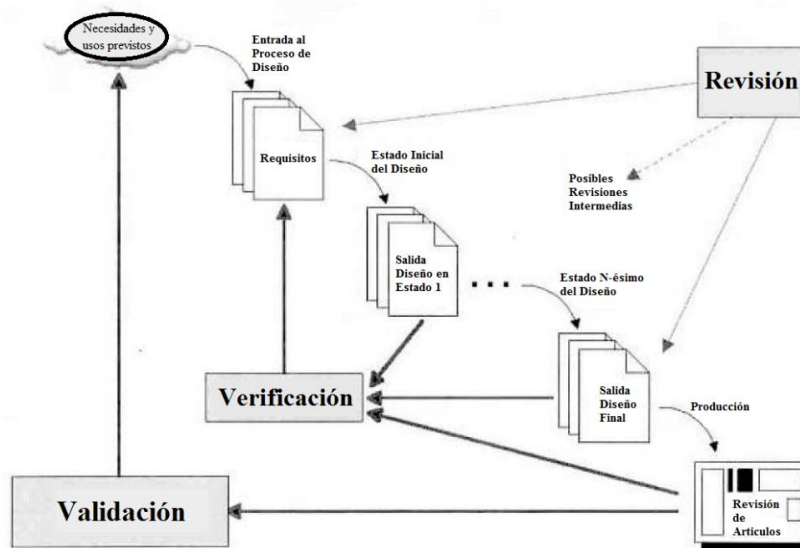 Necesidades y
usos previstos
Entrada al
Proceso de
Diseño
Revisión
Requisitos
Estado Inicial
del Diseño
Posibles
Revisiones
Intermedias
Salida
Diseño en
Estado 1
Estado N-ésimo
del Diseño
Verificación
Salida
Diseño
Final
Producción
Validación
Revisión
de
Artículos